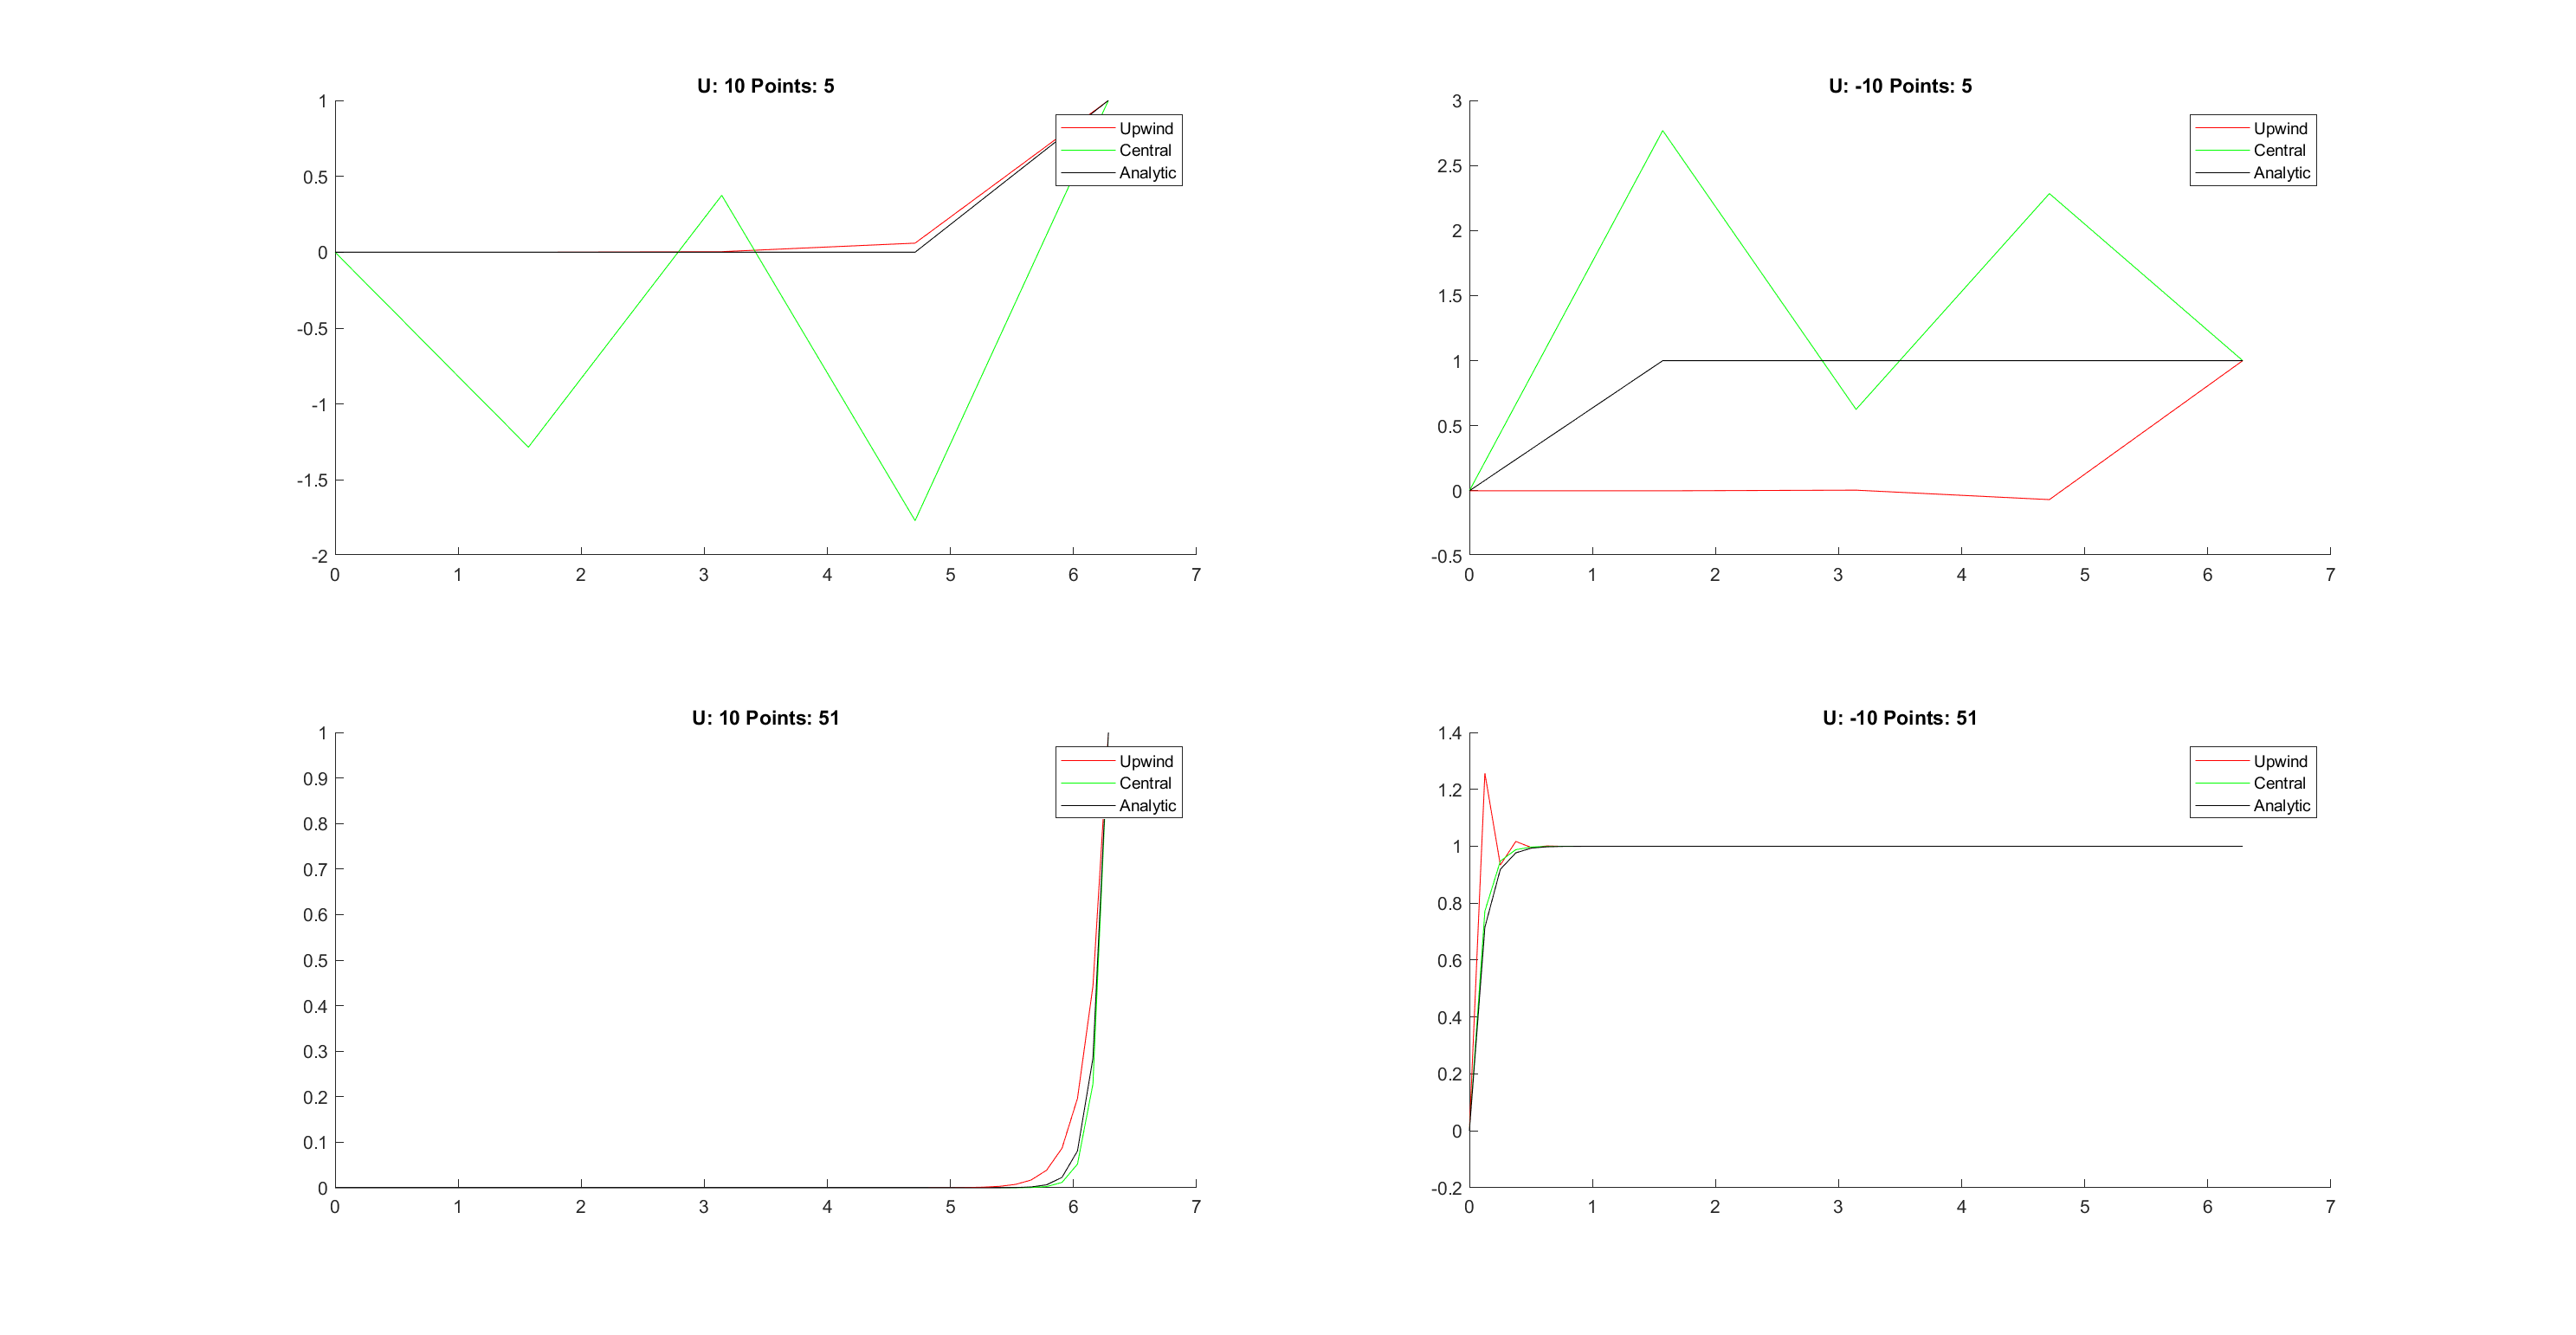 U: 10 Points: 5
1
0.5
0
-0.5
-1
-1.5
-2
0 1 2 3 4 5 6 7
Upwind
Central
Analytic
U: -10 Points: 5
3
2.5
2
1.5
1
0.5
0
-0.5
0 1 2 3 4 5 6 7
Upwind
Central
Analytic
U: 10 Points: 51
1
0.9
0.8
0.7
0.6
0.5
0.4
0.3
0.2
0.1
0
0 1 2 3 4 5 6 7
Upwind
Central
Analytic
U: -10 Points: 51
1.4
1.2
1
0.8
0.6
0.4
0.2
0
-0.2
0 1 2 3 4 5 6 7
Upwind
Central
Analytic